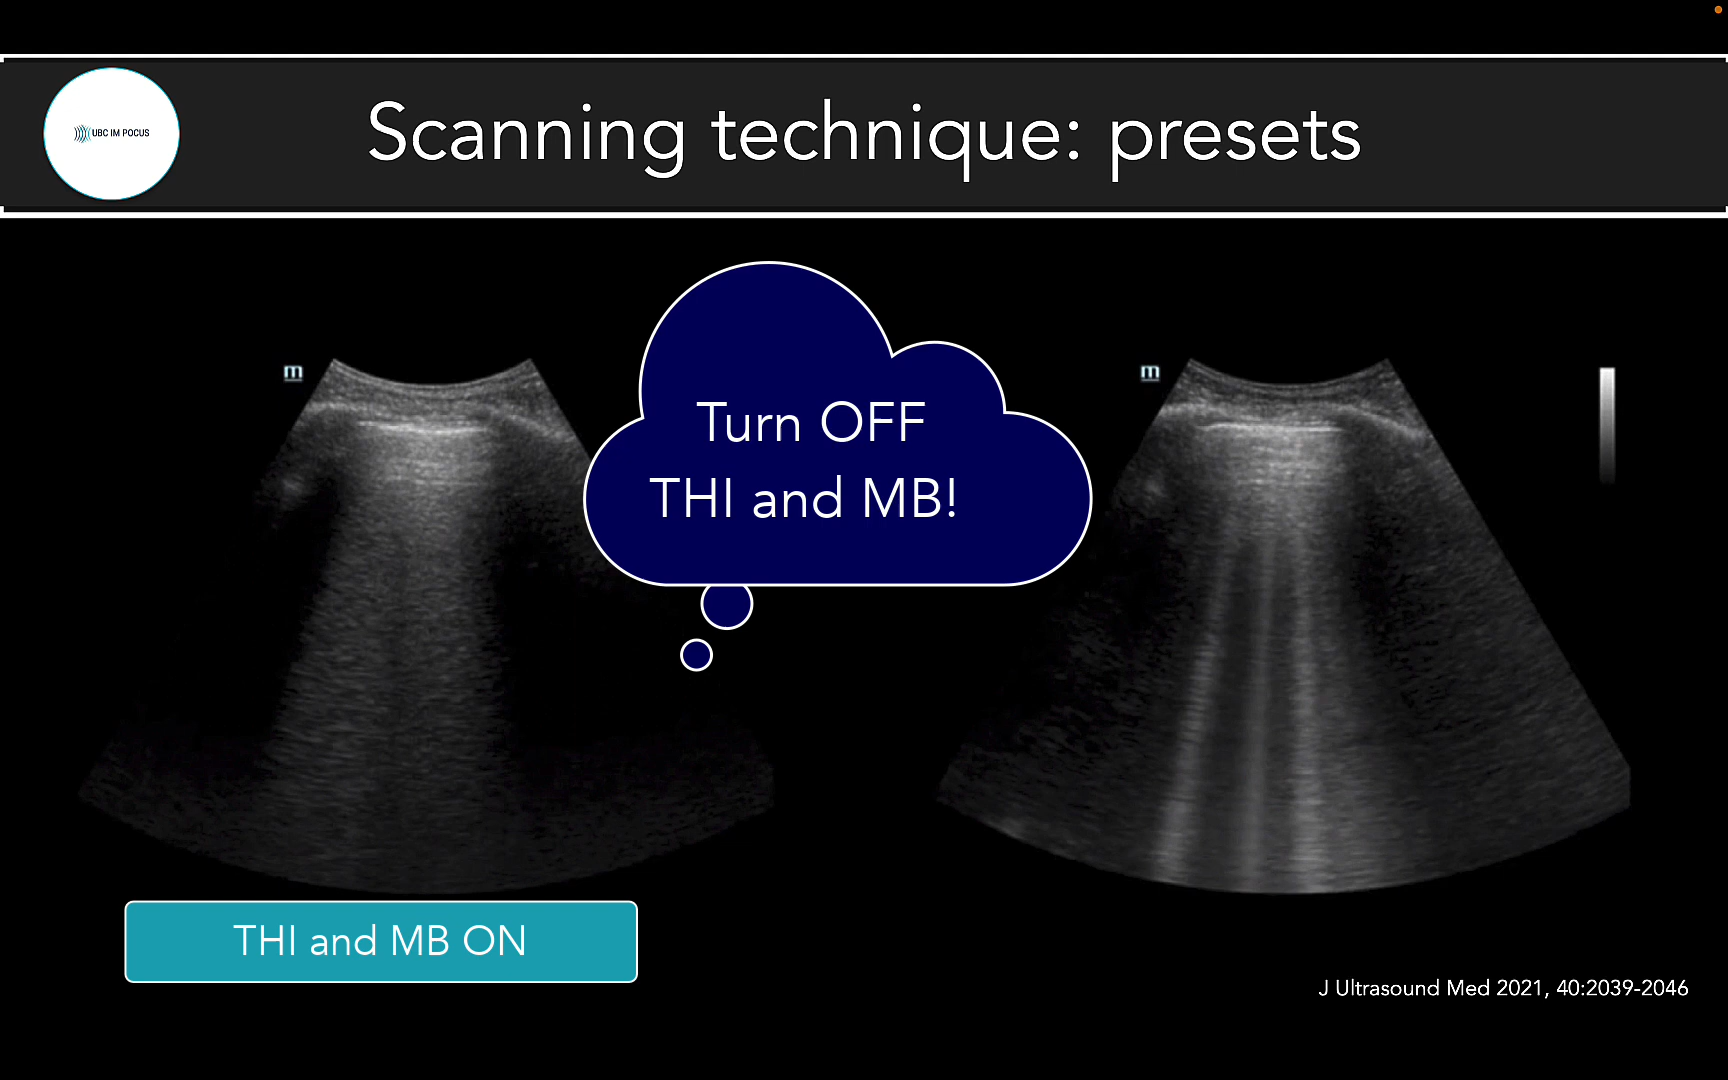 UBC IM POCUS
Scanning technique: presets
m
m
Turn OFF
THI and MB!
THI and MB ON
J Ultrasound Med 2021, 40:2039-2046